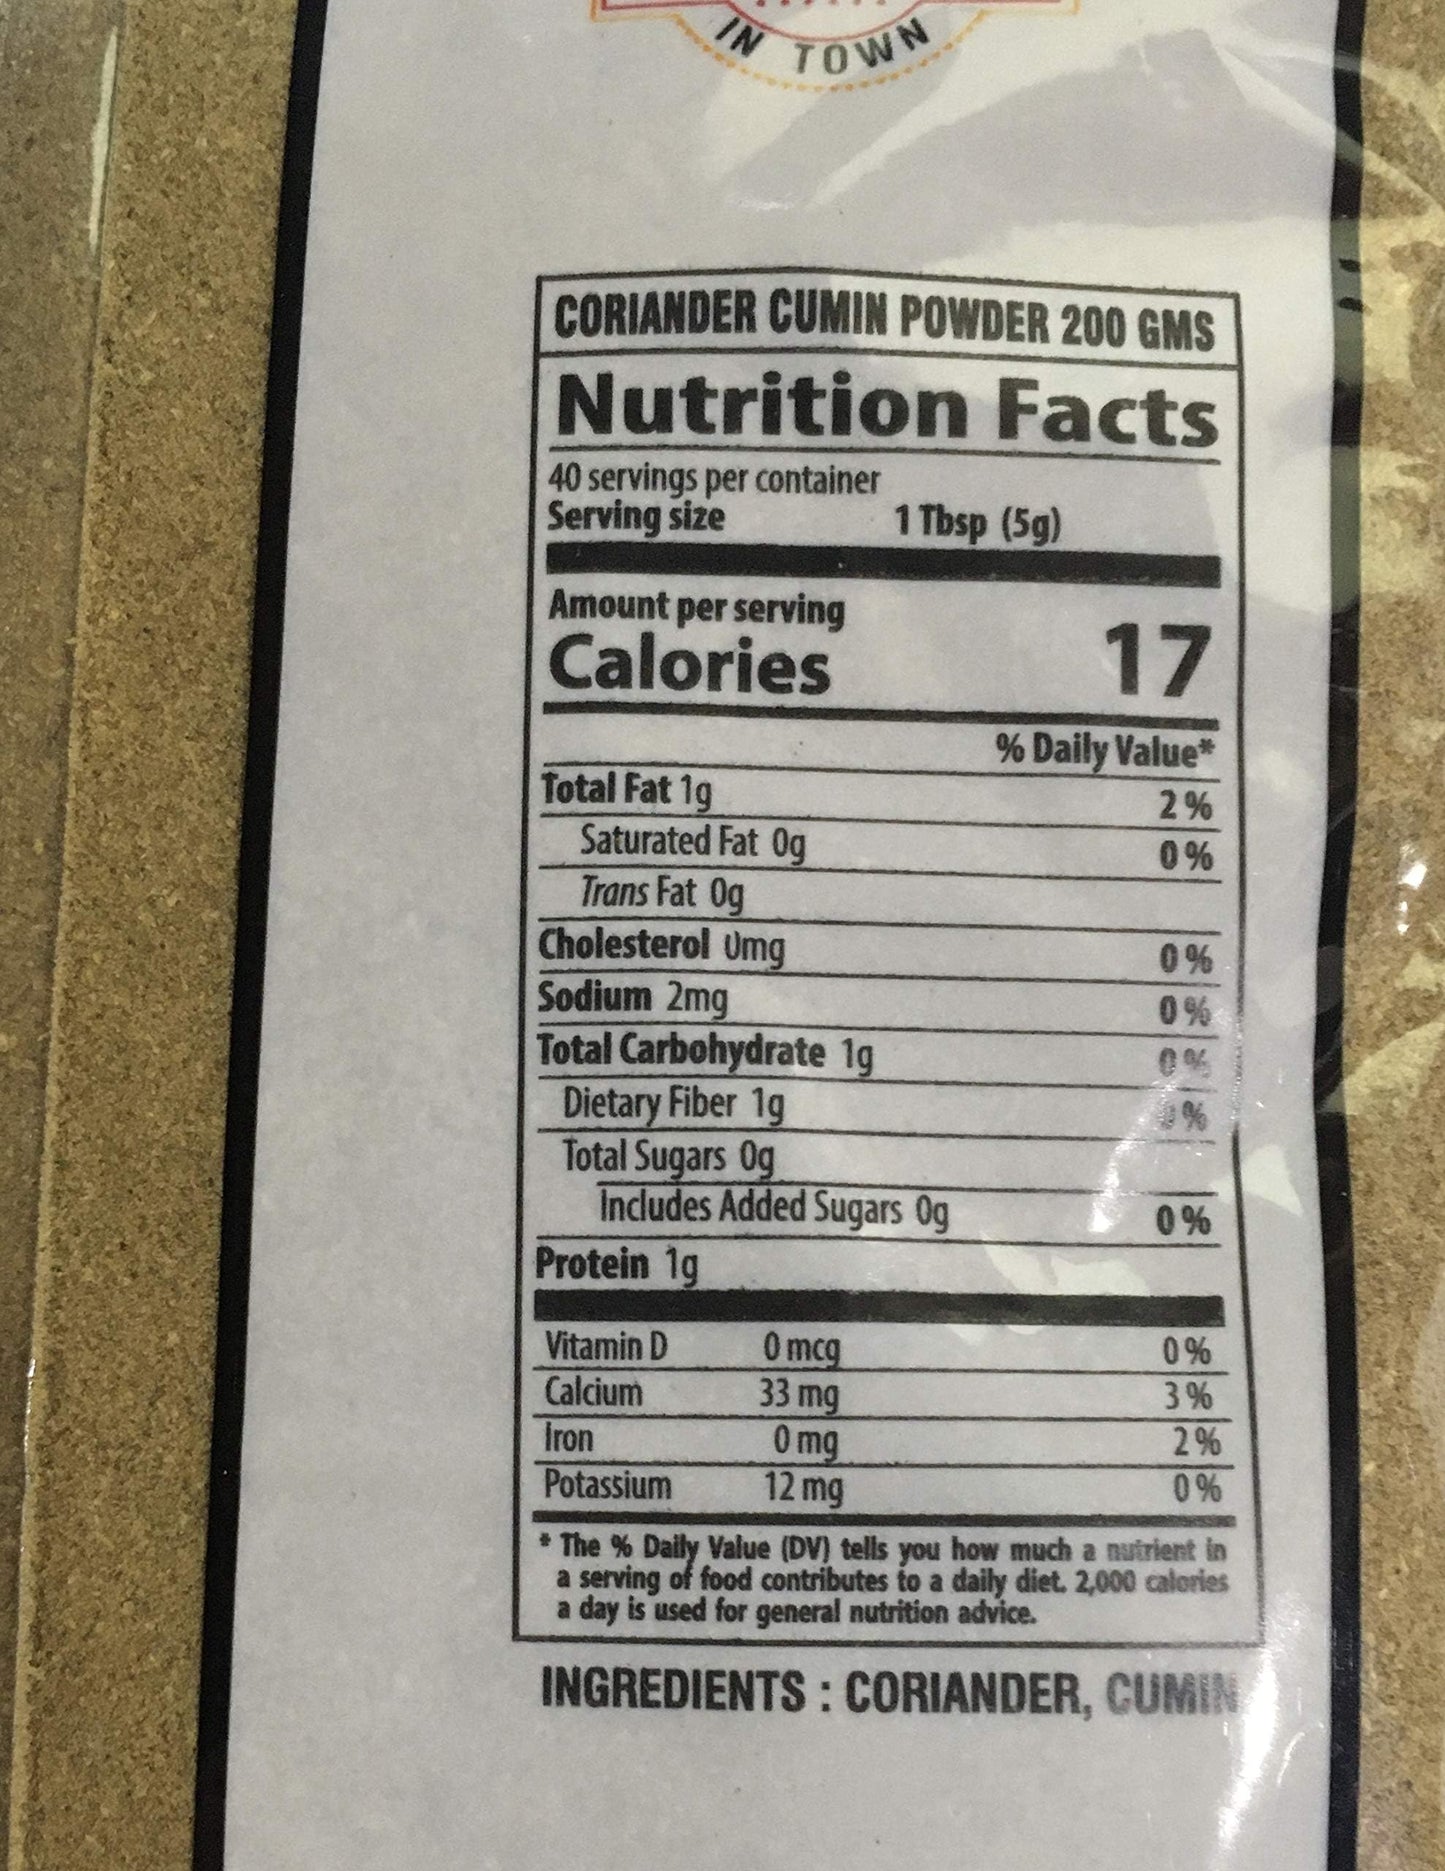 IN TOWN
CORIANDER CUMIN POWDER 200 GMS
Nutrition Facts
40 servings per container
Serving size 1 Tbsp (5g)
Amount per serving
Calories 17
% Daily Value*
Total Fat 1g 2%
Saturated Fat 0g 0%
Trans Fat 0g
Cholesterol 0mg 0%
Sodium 2mg 0%
Total Carbohydrate 1g 0%
Dietary Fiber 1g %
Total Sugars 0g
Includes Added Sugars 0g 0%
Protein 1g
Vitamin D 0 mcg 0%
Calcium 33 mg 3%
Iron 0 mg 2%
Potassium 12 mg 0%
* The % Daily Value (DV) tells you how much a nutrient in
a serving of food contributes to a daily diet. 2,000 calories
a day is used for general nutrition advice.
INGREDIENTS : CORIANDER, CUMIN